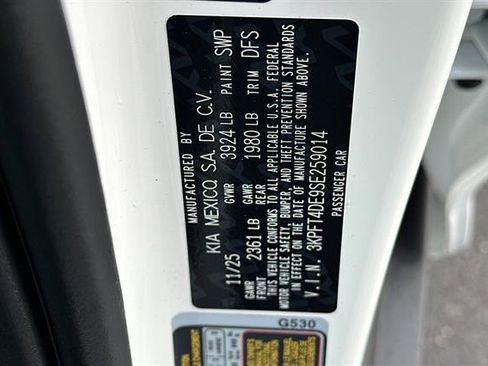 MANUFACTURED BY
KIA MEXICO, S.A. DE C.V.
11/25 GVWR 3924 LB PAINT SWP
GAWR FRONT 2361 LB GAWR REAR 1980 LB TRIM DFS
THIS VEHICLE CONFORMS TO ALL APPLICABLE U.S.A. FEDERAL
MOTOR VEHICLE SAFETY, BUMPER, AND THEFT PREVENTION STANDARDS
IN EFFECT ON THE DATE OF MANUFACTURE SHOWN ABOVE.
V.I.N. 3KPFT4DE9SE259014
PASSENGER CAR
G530